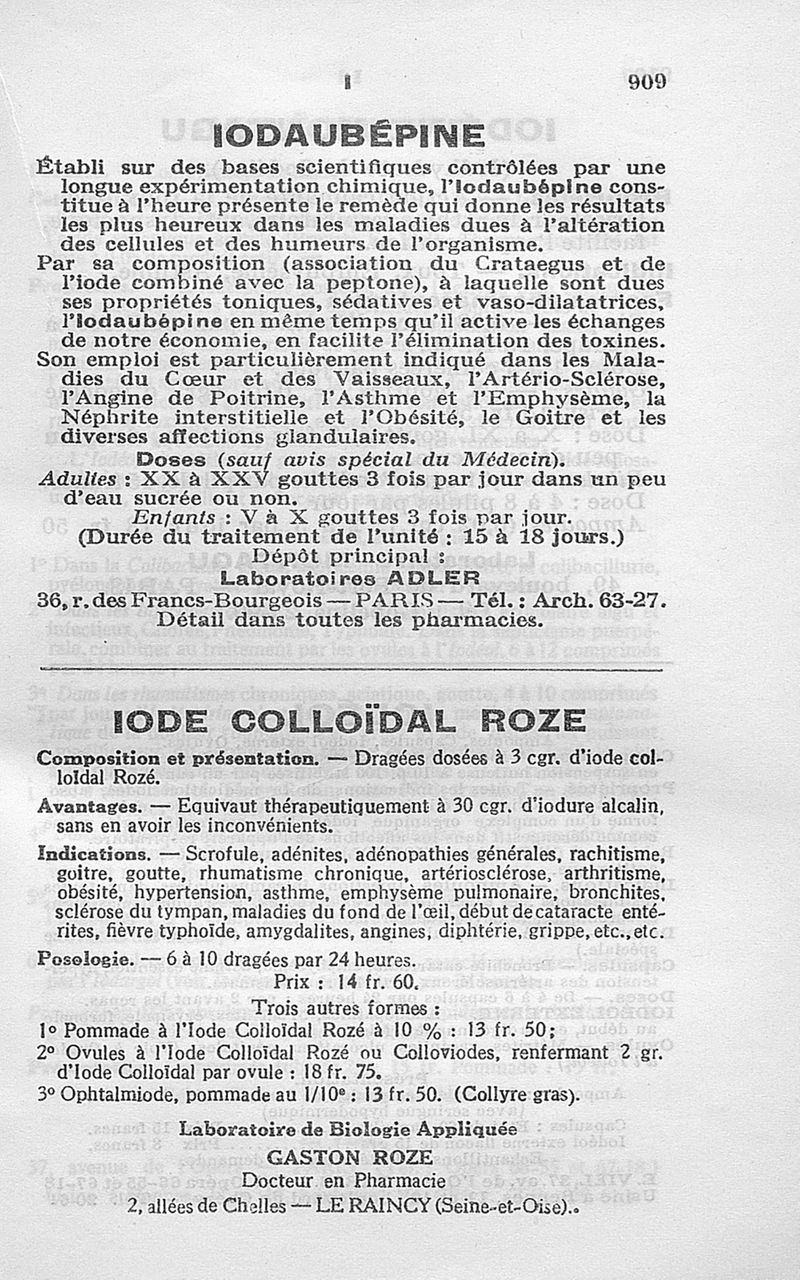 I 909
IODAUBÉPINE
Établi sur des bases scientifiques contrôlées par une
longue expérimentation chimique, l'Iodaubépine cons-
titue à l'heure présente le remède qui donne les résultats
les plus heureux dans les maladies dues à l'altération
des cellules et des humeurs de l'organisme.
Par sa composition (association du Crataegus et de
l'iode combiné avec la peptone), à laquelle sont dues
ses propriétés toniques, sédatives et vaso-dilatatrices,
l'Iodaubépine en même temps qu'il active les échanges
de notre économie, en facilite l'élimination des toxines.
Son emploi est particulièrement indiqué dans les Mala-
dies du Cœur et des Vaisseaux, l'Artério-Sclérose,
l'Angine de Poitrine, l'Asthme et l'Emphysème, la
Néphrite interstitielle et l'Obésité, le Goitre et les
diverses affections glandulaires.
Doses (sauf avis spécial du Médecin).
Adultes : XX à XXV gouttes 3 fois par jour dans un peu
d'eau sucrée ou non.
Enfants : V à X gouttes 3 fois par jour.
(Durée du traitement de l'unité : 15 à 18 jours.)
Dépôt principal :
Laboratoires ADLER
36, r. des Francs-Bourgeois — PARIS — Tél. : Arch. 63-27.
Détail dans toutes les pharmacies.
IODE COLLOÏDAL ROZE
Composition et présentation. — Dragées dosées à 3 cgr. d'iode col-
loïdal Rozé.
Avantages. — Equivaut thérapeutiquement à 30 cgr. d'iodure alcalin,
sans en avoir les inconvénients.
Indications. — Scrofule, adénites, adénopathies générales, rachitisme,
goitre, goutte, rhumatisme chronique, artériosclérose, arthritisme,
obésité, hypertension, asthme, emphysème pulmonaire, bronchites,
sclérose du tympan, maladies du fond de l'œil, début de cataracte enté-
rites, fièvre typhoïde, amygdalites, angines, diphtérie, grippe, etc., etc.
Posologie. — 6 à 10 dragées par 24 heures.
Prix : 14 fr. 60.
Trois autres formes :
1° Pommade à l'Iode Colloïdal Rozé à 10 % : 13 fr. 50;
2° Ovules à l'Iode Colloïdal Rozé ou Colloviodes, renfermant 2 gr.
d'Iode Colloïdal par ovule : 18 fr. 75.
3° Ophtalmiode, pommade au 1/10e : 13 fr. 50. (Collyre gras).
Laboratoire de Biologie Appliquée
GASTON ROZE
Docteur en Pharmacie
2, allées de Chelles — LE RAINCY (Seine-et-Oise).